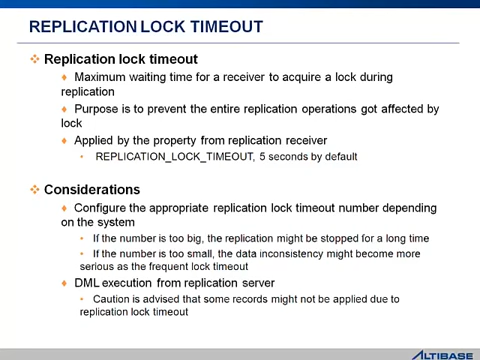 REPLICATION LOCK TIMEOUT
Replication lock timeout
Maximum waiting time for a receiver to acquire a lock during
replication
Purpose is to prevent the entire replication operations got affected by
lock
Applied by the property from replication receiver
REPLICATION_LOCK_TIMEOUT, 5 seconds by default
Considerations
Configure the appropriate replication lock timeout number depending
on the system
If the number is too big, the replication might be stopped for a long time
If the number is too small, the data inconsistency might become more
serious as the frequent lock timeout
DML execution from replication server
Caution is advised that some records might not be applied due to
replication lock timeout
ALTIBASE